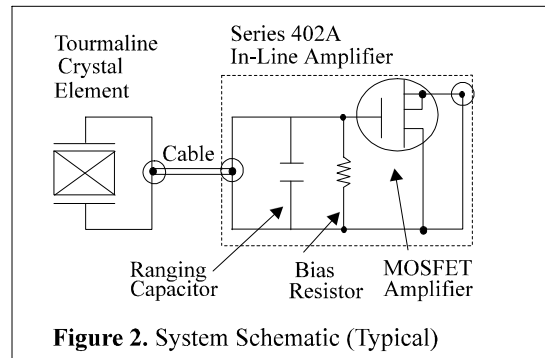 Tourmaline
Crystal
Element
Series 402A
In-Line Amplifier
Cable
Ranging
Capacitor
Bias
Resistor
MOSFET
Amplifier
Figure 2. System Schematic (Typical)